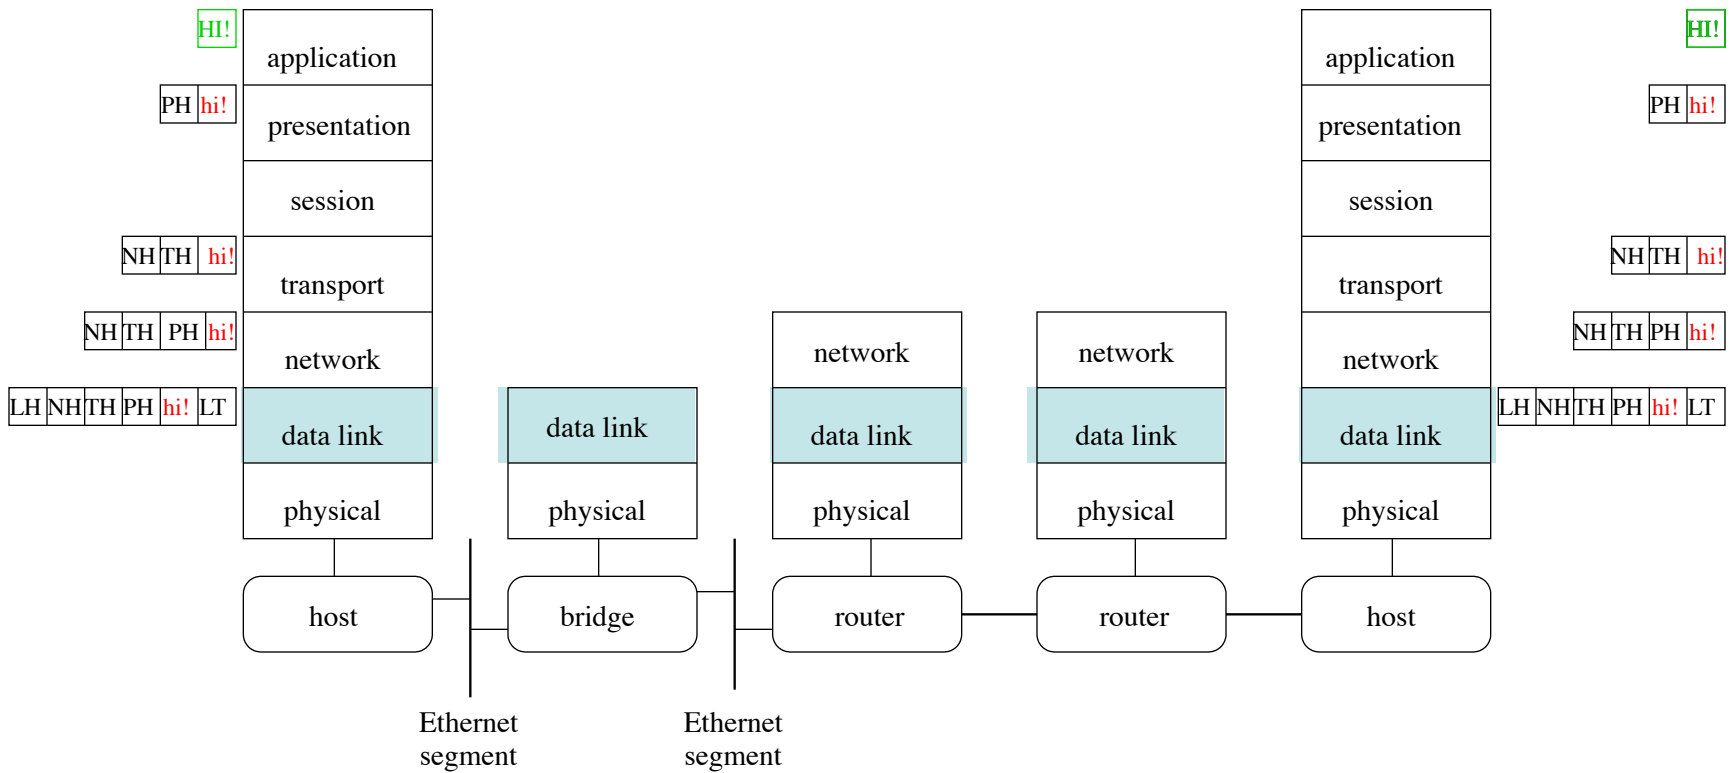 HI!
application
application
HI!
PH hi!
presentation
presentation
PH hi!
session
session
NH TH hi!
transport
transport
NH TH hi!
NH TH PH hi!
network
network
network
network
NH TH PH hi!
LH NH TH PH hi! LT
data link
data link
data link
data link
data link
LH NH TH PH hi! LT
physical
physical
physical
physical
physical
host
bridge
router
router
host
Ethernet
segment
Ethernet
segment